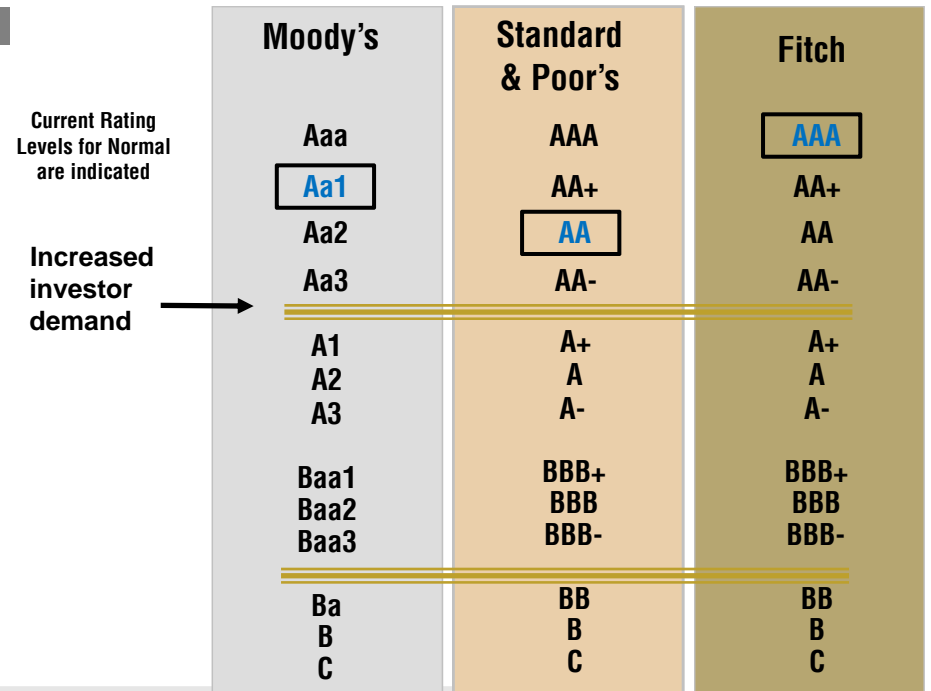 Moody's
Standard
& Poor's
Fitch
Current Rating
Levels for Normal
are indicated
Increased
investor
demand
Aaa
AAA
AAA
Aa1
AA+
AA+
Aa2
AA
AA
Aa3
AA-
AA-
A1
A+
A+
A2
A
A
A3
A-
A-
Baa1
BBB+
BBB+
Baa2
BBB
BBB
Baa3
BBB-
BBB-
Ba
BB
BB
B
B
B
C
C
C